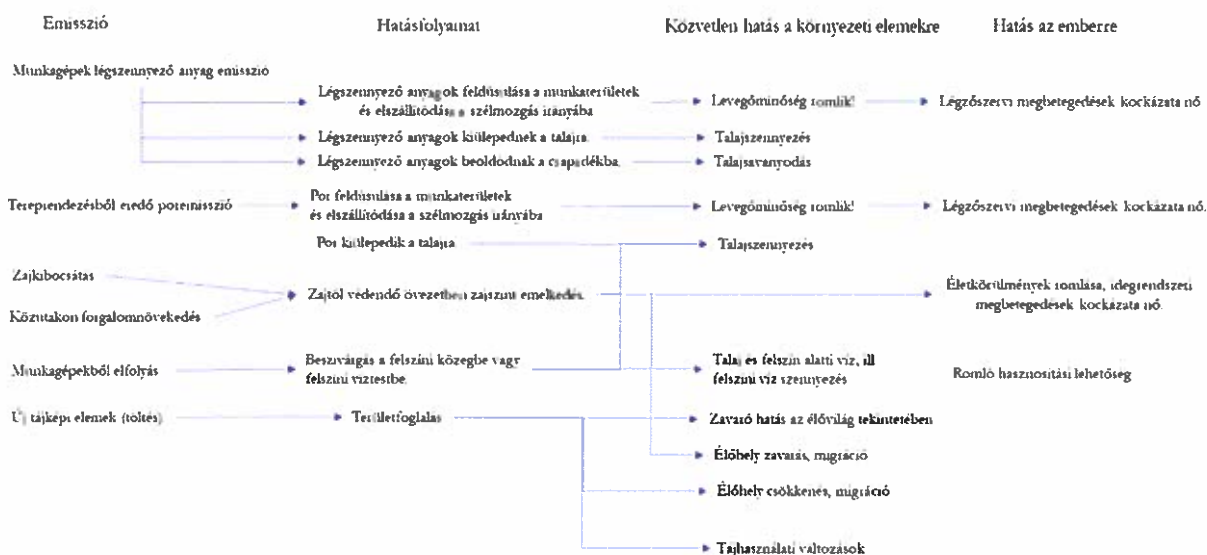 Emisszió
Hatásfolyamat
Közvetlen hatás a környezeti elemekre
Hatás az emberre
Munkagépek légszennyező anyag emisszió
Légszennyező anyagok feldúsulása a munkaterületek
és elszállítódása a szélmozgás irányába
Levegőminőség romlik!
Légzőszervi megbetegedések kockázata nő
Légszennyező anyagok kiülepednek a talajra.
Talajszennyezés
Légszennyező anyagok beoldódnak a csapadékba.
Talajsavanyodás
Tereprendezésből eredő poremisszió
Por feldúsulása a munkaterületek
és elszállítódása a szélmozgás irányába
Levegőminőség romlik!
Légzőszervi megbetegedések kockázata nő.
Por kiülepedik a talajra
Talajszennyezés
Zajkibocsátás
Zajtól védendő övezetben zajszint emelkedés.
Életkörülmények romlása, idegrendszeri
megbetegedések kockázata nő.
Közutakon forgalomnövekedés
Munkagépekből elfolyás
Beszivárgás a felszíni közegbe vagy
felszíni víztestbe.
Talaj és felszín alatti víz, ill
felszíni víz szennyezés
Romló hasznosítási lehetőség
Új tájképi elemek (töltés)
Területfoglalás
Zavaró hatás az élővilág tekintetében
Élőhely zavarás, migráció
Élőhely csökkenés, migráció
Tájhasználati változások